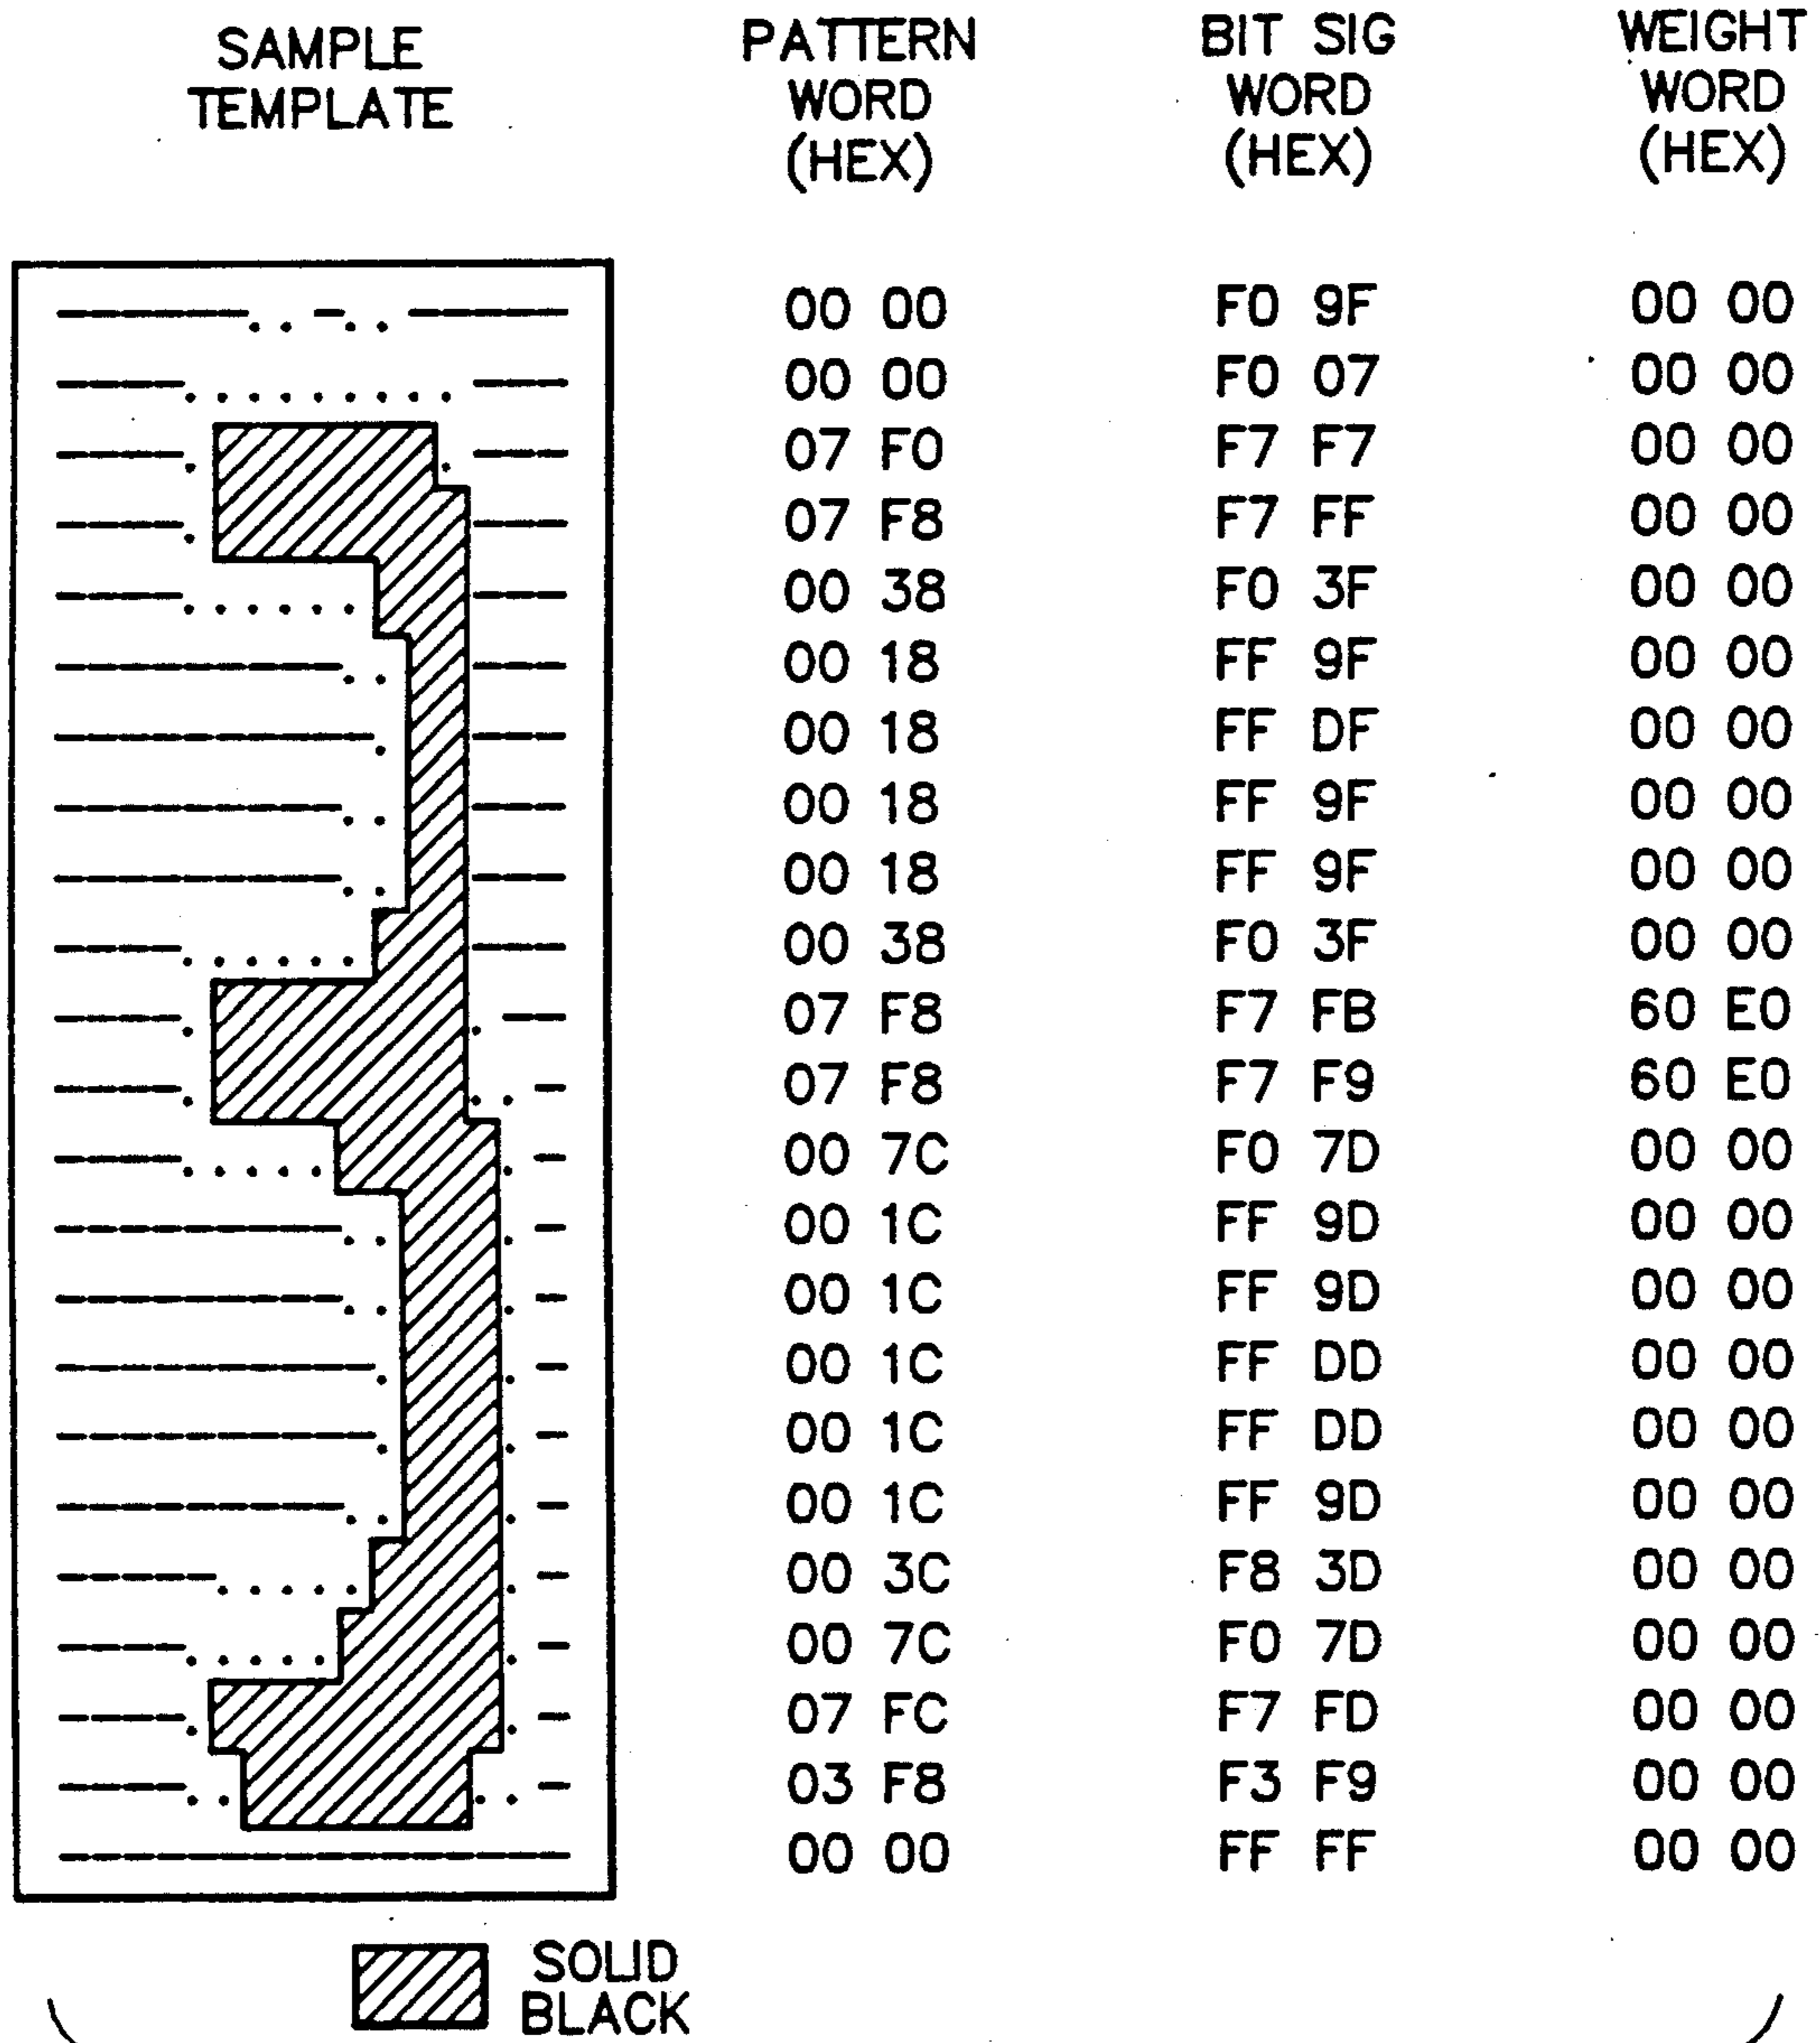 SAMPLE TEMPLATE
PATTERN WORD (HEX)
BIT SIG WORD (HEX)
WEIGHT WORD (HEX)
00 00 F0 9F 00 00
00 00 F0 07 00 00
07 F0 F7 F7 00 00
07 F8 F7 FF 00 00
00 38 F0 3F 00 00
00 18 FF 9F 00 00
00 18 FF DF 00 00
00 18 FF 9F 00 00
00 18 FF 9F 00 00
00 38 F0 3F 00 00
07 F8 F7 FB 60 E0
07 F8 F7 F9 60 E0
00 7C F0 7D 00 00
00 1C FF 9D 00 00
00 1C FF 9D 00 00
00 1C FF DD 00 00
00 1C FF DD 00 00
00 1C FF 9D 00 00
00 3C F8 3D 00 00
00 7C F0 7D 00 00
07 FC F7 FD 00 00
03 F8 F3 F9 00 00
00 00 FF FF 00 00
SOLID
BLACK